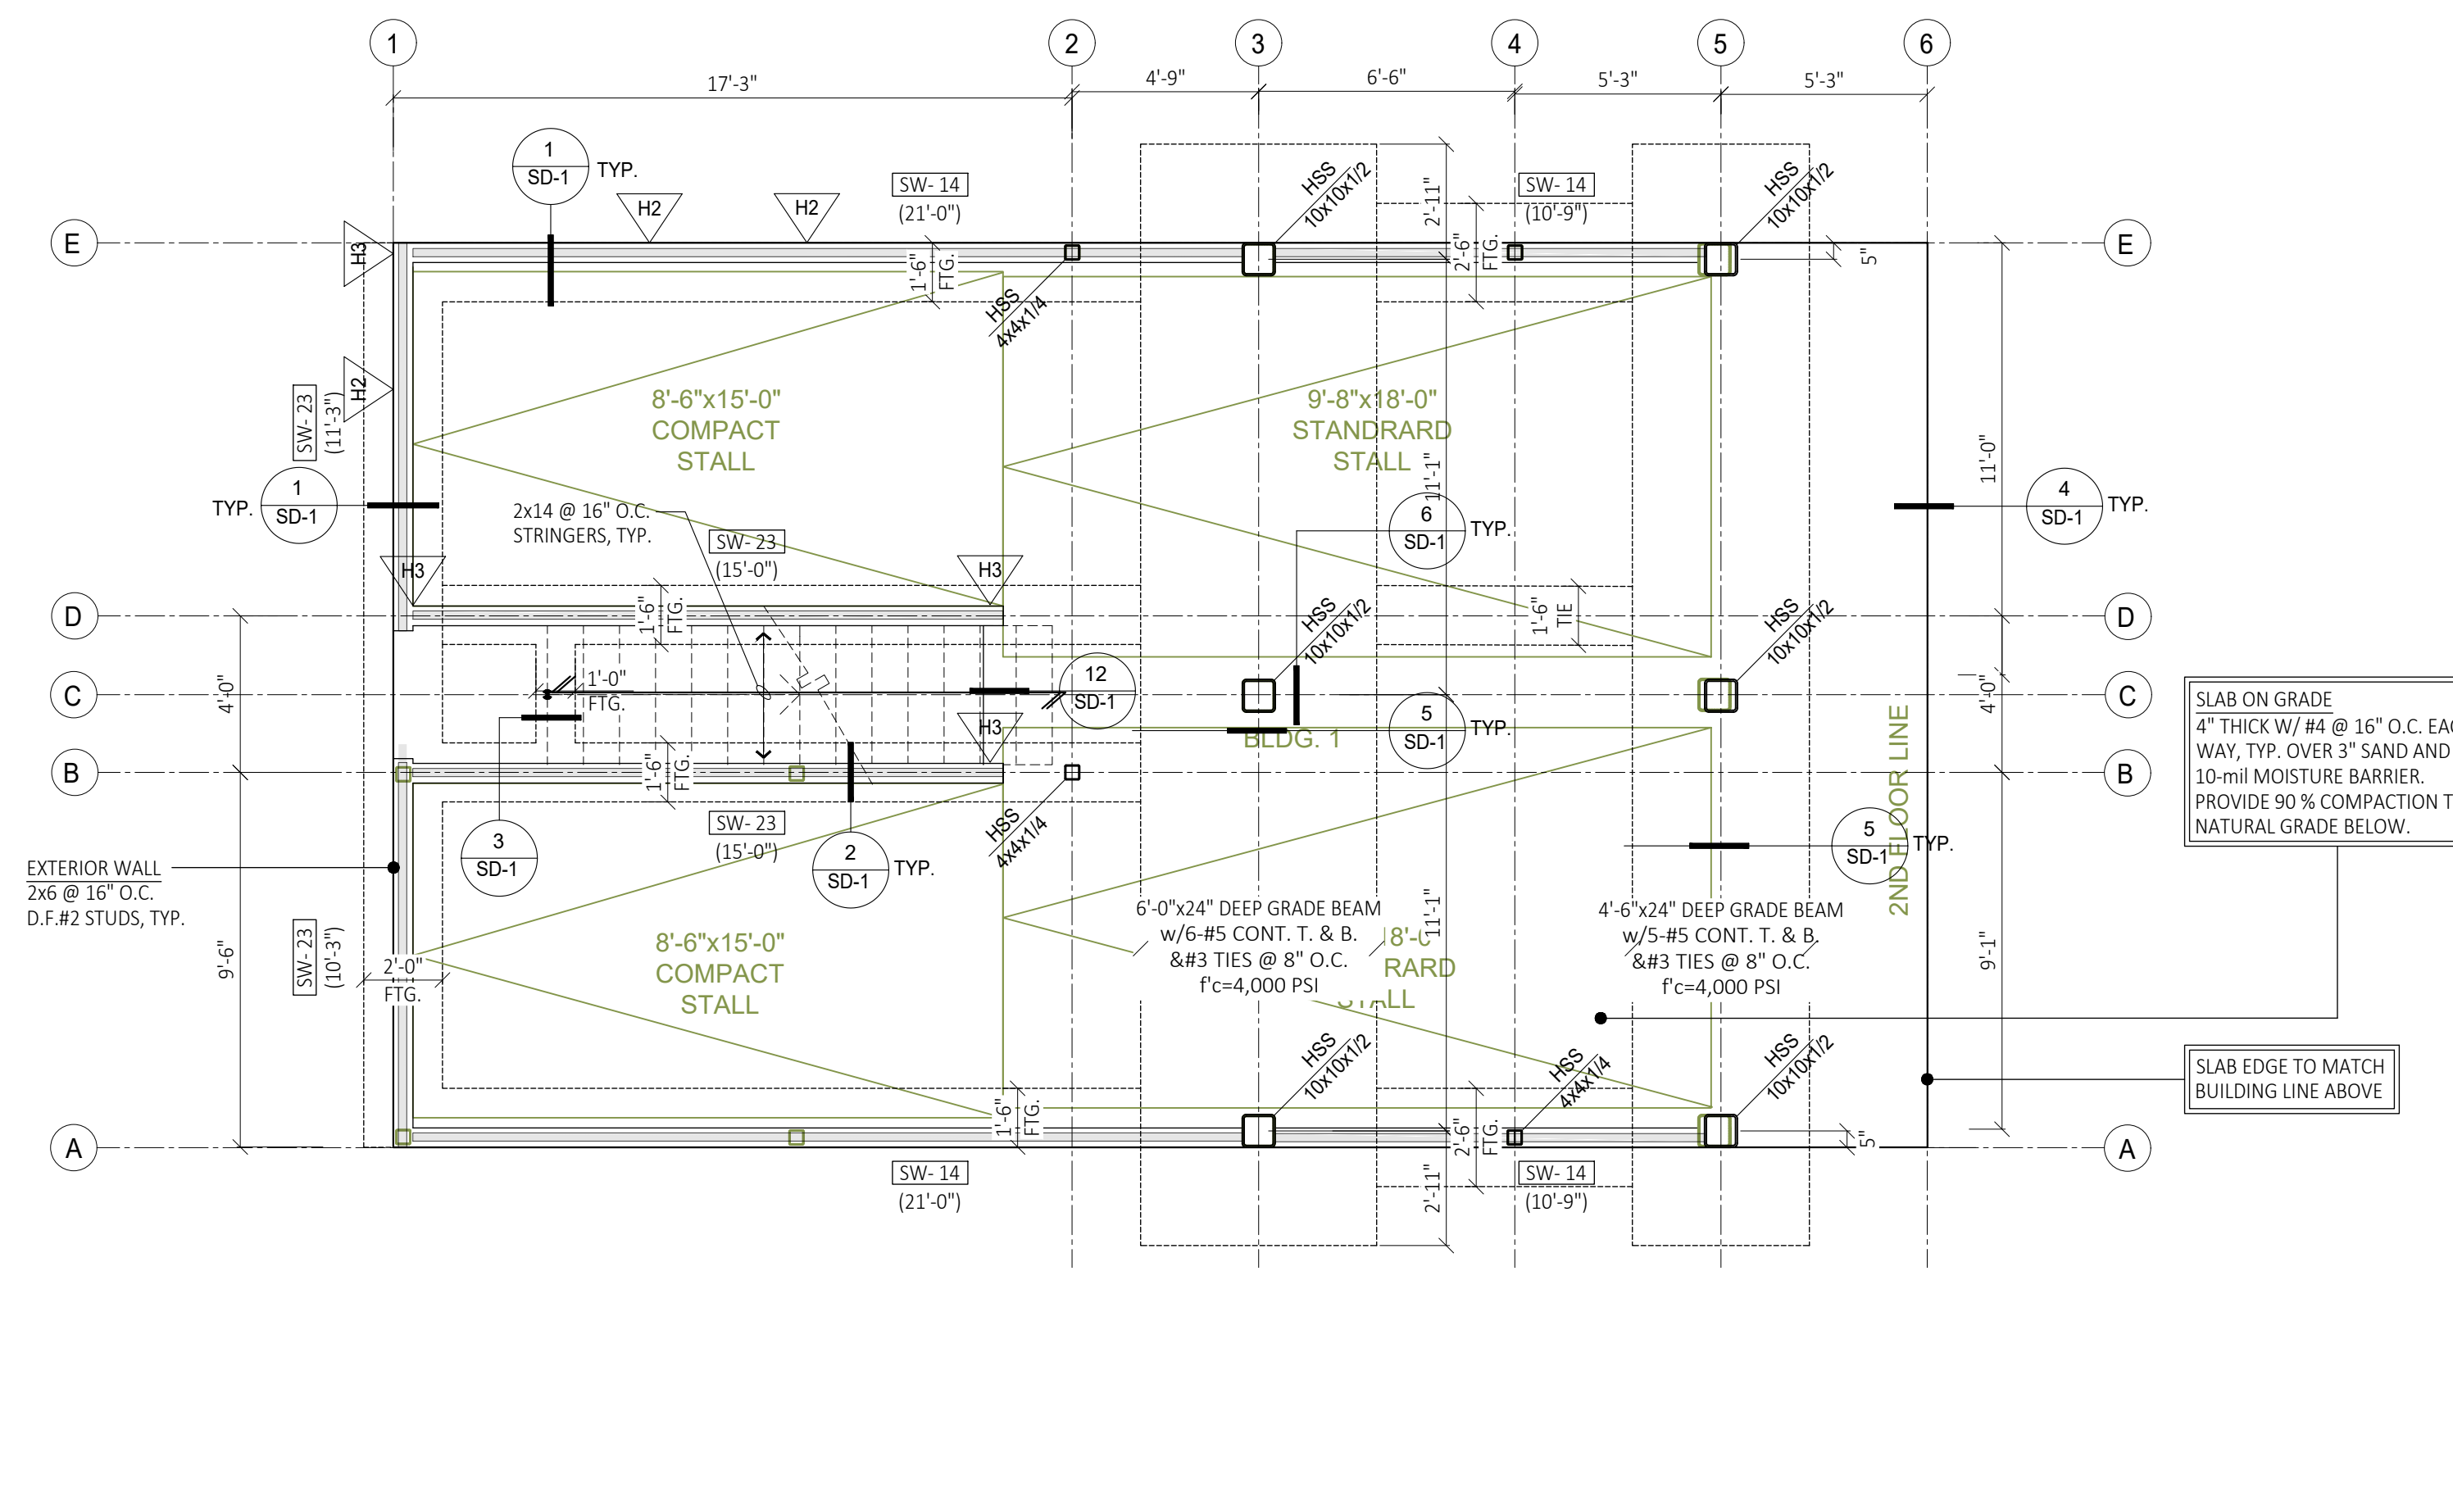 1
2
3
4
5
6
17'-3"
4'-9"
6'-6"
5'-3"
5'-3"
1
SD-1
TYP.
H2
H2
SW- 14
(21'-0")
HSS
10x10x1/2
2'-11"
SW- 14
(10'-9")
HSS
10x10x1/2
E
E
H3
1'-6"
FTG.
2'-6"
FTG.
5"
HSS
4x4x1/4
H2
SW- 23
(11'-3")
8'-6"x15'-0"
COMPACT
STALL
9'-8"x18'-0"
STANDRARD
STALL
11'-1"
11'-0"
TYP.
1
SD-1
2x14 @ 16" O.C.
STRINGERS, TYP.
SW- 23
(15'-0")
6
SD-1
TYP.
4
SD-1
TYP.
H3
H3
D
D
1'-6"
FTG.
HSS
10x10x1/2
1'-6"
TIE
HSS
10x10x1/2
C
C
4'-0"
1'-0"
FTG.
12
SD-1
H3
5
SD-1
TYP.
BLDG. 1
4'-0"
B
B
1'-6"
FTG.
SW- 23
(15'-0")
HSS
4x4x1/4
3
SD-1
2
SD-1
TYP.
5
SD-1
TYP.
2ND FLOOR LINE
SLAB ON GRADE
4" THICK W/ #4 @ 16" O.C. EAC
WAY, TYP. OVER 3" SAND AND
10-mil MOISTURE BARRIER.
PROVIDE 90 % COMPACTION T
NATURAL GRADE BELOW.
EXTERIOR WALL
2x6 @ 16" O.C.
D.F.#2 STUDS, TYP.
9'-6"
SW- 23
(10'-3")
2'-0"
FTG.
8'-6"x15'-0"
COMPACT
STALL
6'-0"x24" DEEP GRADE BEAM
w/6-#5 CONT. T. & B.
&#3 TIES @ 8" O.C.
f'c=4,000 PSI
11'-1"
18'-0
RARD
STALL
4'-6"x24" DEEP GRADE BEAM
w/5-#5 CONT. T. & B.
&#3 TIES @ 8" O.C.
f'c=4,000 PSI
9'-1"
HSS
10x10x1/2
HSS
4x4x1/4
HSS
10x10x1/2
SLAB EDGE TO MATCH
BUILDING LINE ABOVE
A
A
1'-6"
FTG.
2'-6"
FTG.
5"
SW- 14
(21'-0")
2'-11"
SW- 14
(10'-9")